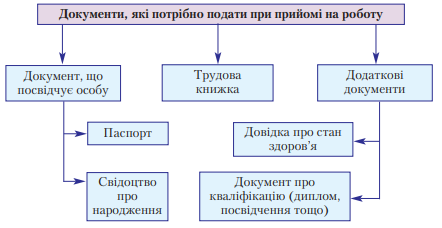 Документи, які потрібно подати при прийомі на роботу
Документ, що
посвідчує особу
Трудова
книжка
Додаткові
документи
Паспорт
Довідка про стан
здоров'я
Свідоцтво
про
народження
Документ про
кваліфікацію (диплом,
посвідчення тощо)